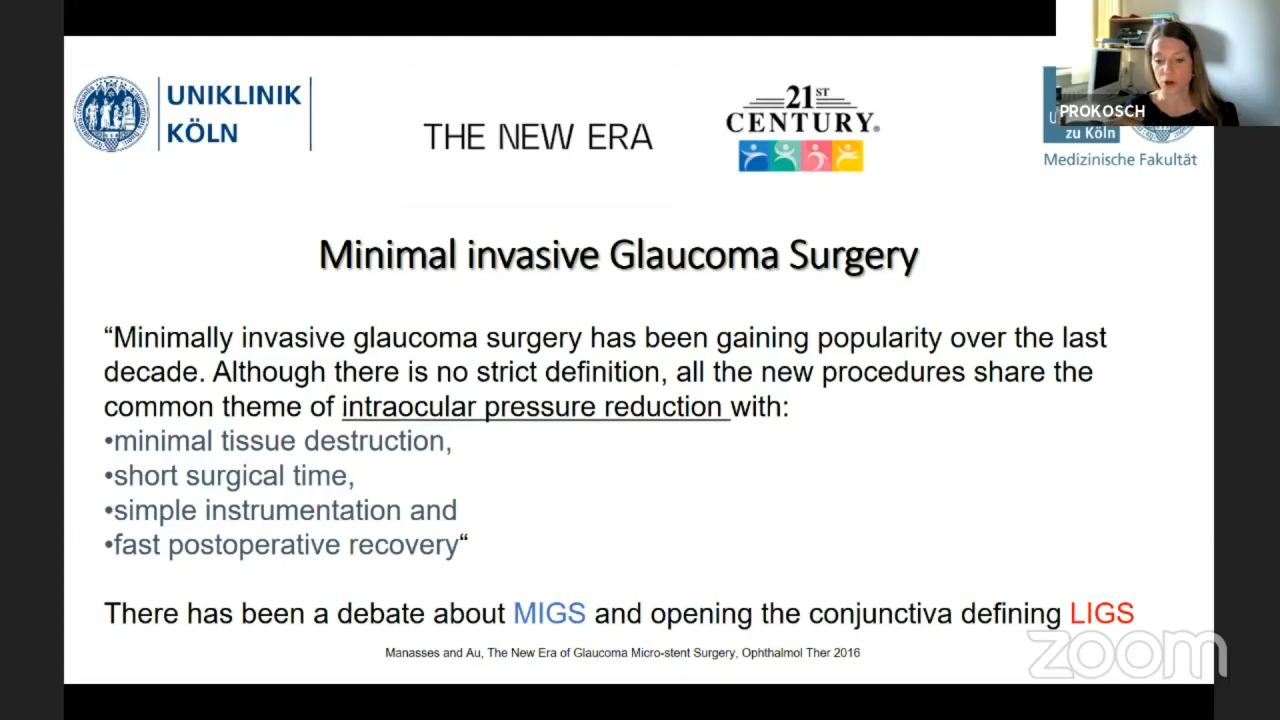 UNIKLINIK
KÖLN
THE NEW ERA
21ST
CENTURY®
PROKOSCH
zu Köln
Medizinische Fakultät
Minimal invasive Glaucoma Surgery
“Minimally invasive glaucoma surgery has been gaining popularity over the last
decade. Although there is no strict definition, all the new procedures share the
common theme of intraocular pressure reduction with:
•minimal tissue destruction,
•short surgical time,
•simple instrumentation and
•fast postoperative recovery“
There has been a debate about MIGS and opening the conjunctiva defining LIGS
Manasses and Au, The New Era of Glaucoma Micro-stent Surgery, Ophthalmol Ther 2016
zoom